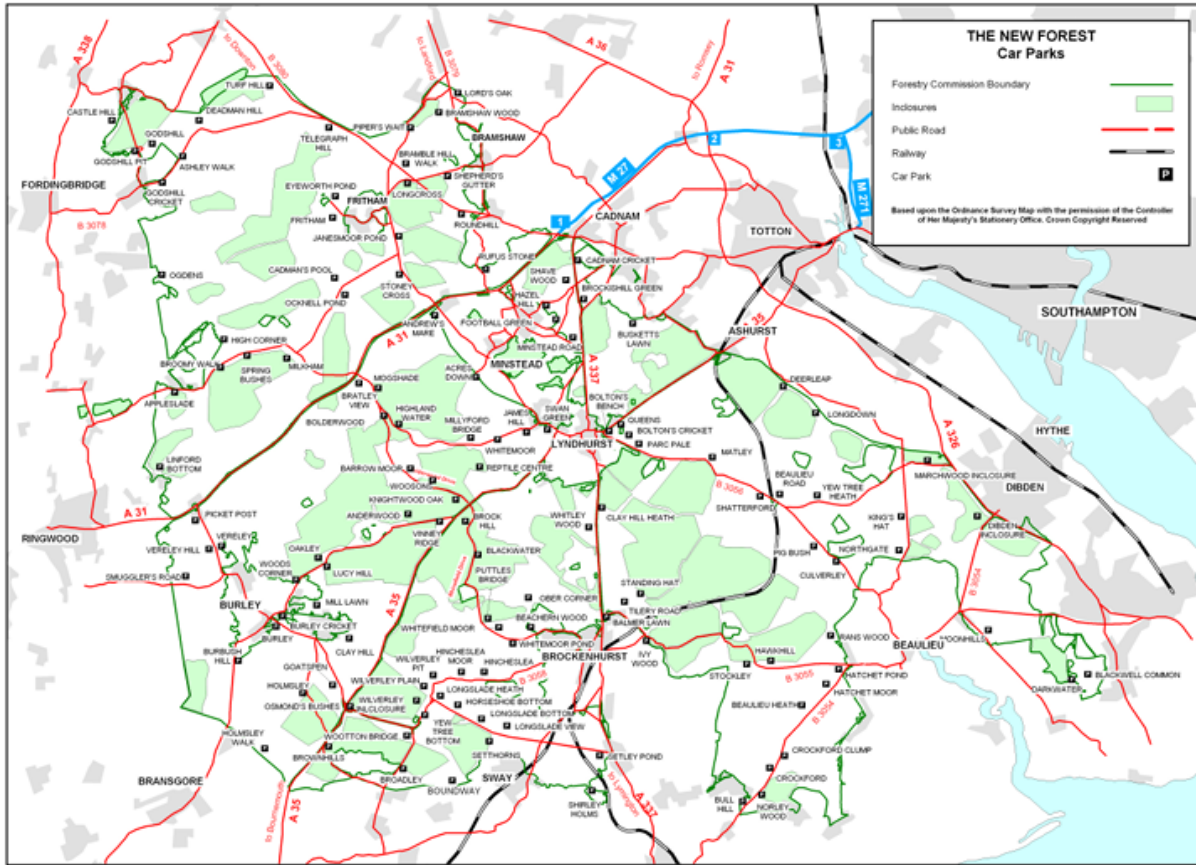 THE NEW FOREST
Car Parks
Forestry Commission Boundary
Inclosures
Public Road
Railway
Car Park
P
Based upon the Ordnance Survey Map with the permission of the Controller
of Her Majesty's Stationery Office. Crown Copyright Reserved
A 338
to Downton
B 3080
to Landford
B 3079
A 36
to Romsey
A 31
TURF HILL
LORD'S OAK
CASTLE HILL
DEADMAN HILL
BRAMSHAW WOOD
PIPER'S WAIT
TELEGRAPH
HILL
BRAMSHAW
GODSHILL
GODSHILL PIT
ASHLEY WALK
BRAMBLE HILL
WALK
SHEPHERD'S
GUTTER
FORDINGBRIDGE
GODSHILL
CRICKET
EYEWORTH POND
LONGCROSS
FRITHAM
FRITHAM
B 3078
JANESMOOR POND
ROUNDHILL
M 27
1
2
3
M 271
CADNAM
TOTTON
RUFUS STONE
CADNAM CRICKET
OGDENS
CADMAN'S POOL
STONEY
CROSS
SHAVE
WOOD
BROCKISHILL GREEN
OCKNELL POND
HAZEL
HILL
SOUTHAMPTON
ANDREW'S
MARE
FOOTBALL GREEN
BUSKETTS
LAWN
A 35
ASHURST
HIGH CORNER
A 31
MINSTEAD ROAD
BROOMY WALK
SPRING
BUSHES
MILKHAM
MINSTEAD
A 337
ACRES
DOWN
MOGSHADE
DEERLEAP
APPLESLADE
BRATLEY
VIEW
BOLTON'S
BENCH
BOLDERWOOD
HIGHLAND
WATER
MILLYFORD
BRIDGE
JAMES
HILL
SWAN
GREEN
QUEENS
BOLTON'S CRICKET
LONGDOWN
A 326
HYTHE
WHITEMOOR
LYNDHURST
PARC PALE
MATLEY
LINFORD
BOTTOM
BARROW MOOR
REPTILE CENTRE
BEAULIEU
ROAD
MARCHWOOD INCLOSURE
WOOSONS
B 3056
YEW TREE
HEATH
DIBDEN
KNIGHTWOOD OAK
SHATTERFORD
A 31
PICKET POST
ANDERWOOD
BROCK
HILL
WHITLEY
WOOD
CLAY HILL HEATH
KING'S
HAT
DIBDEN
INCLOSURE
RINGWOOD
VINNEY
RIDGE
VERELEY
VERELEY HILL
OAKLEY
BLACKWATER
PIG BUSH
NORTHGATE
WOODS
CORNER
PUTTLES
BRIDGE
SMUGGLER'S ROAD
LUCY HILL
STANDING HAT
CULVERLEY
B 3054
OBER CORNER
BURLEY
MILL LAWN
A 35
TILERY ROAD
BURLEY CRICKET
WHITEFIELD MOOR
BEACHERN WOOD
BALMER LAWN
BURLEY
RANS WOOD
MOONHILLS
CLAY HILL
WHITEMOOR POND
BEAULIEU
BURBUSH
HILL
WILVERLEY
PIT
HINCHESLEA
MOOR
BROCKENHURST
IVY
WOOD
HAWKHILL
GOATSPEN
HINCHESLEA
STOCKLEY
HATCHET POND
BLACKWELL COMMON
WILVERLEY PLAIN
B 3058
B 3055
HOLMSLEY
LONGSLADE HEATH
DARKWATER
HATCHET MOOR
OSMOND'S BUSHES
WILVERLEY
INCLOSURE
HORSESHOE BOTTOM
BEAULIEU HEATH
B 3054
LONGSLADE BOTTOM
HOLMSLEY
WALK
WOOTTON BRIDGE
YEW
TREE
BOTTOM
LONGSLADE VIEW
BROWNHILLS
SETTHORNS
SETLEY POND
CROCKFORD CLUMP
BRANSGORE
BROADLEY
BOUNDWAY
SWAY
CROCKFORD
to Bournemouth
A 35
SHIRLEY
HOLMS
to Lymington
A 337
BULL
HILL
NORLEY
WOOD